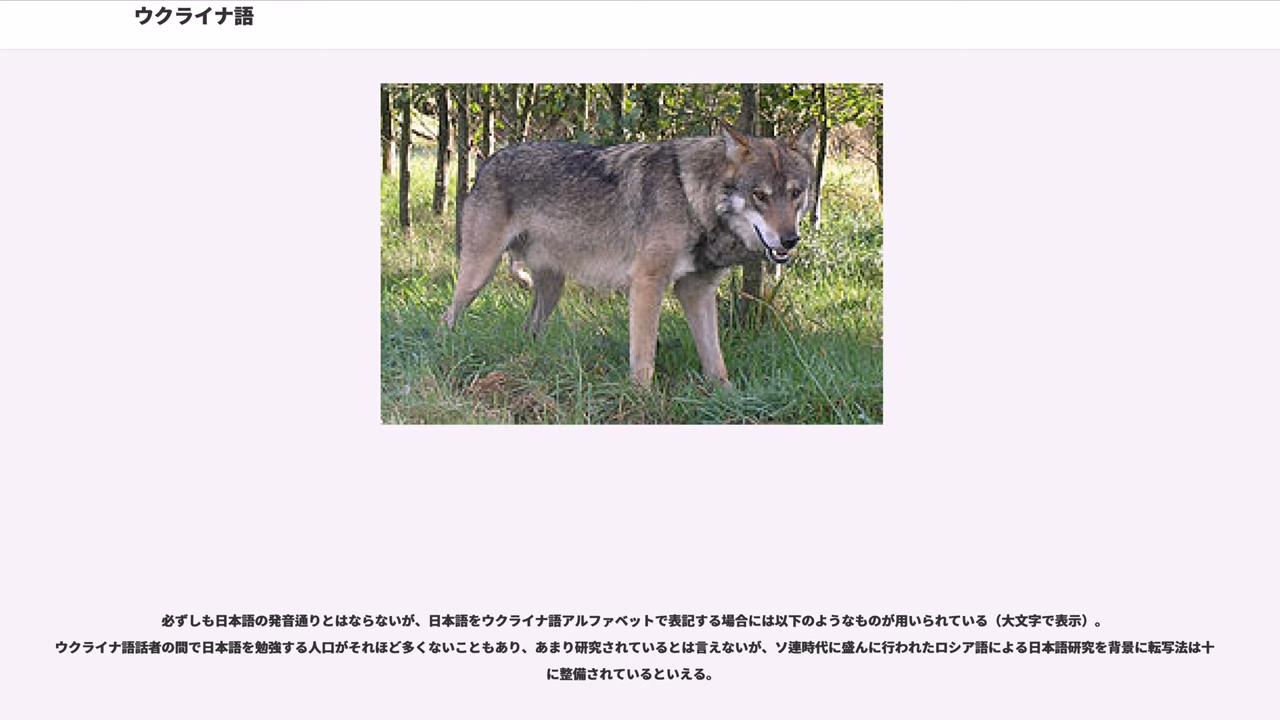 ウクライナ語
必ずしも日本語の発音通りとはならないが、日本語をウクライナ語アルファベットで表記する場合には以下のようなものが用いられている（大文字で表示）。
ウクライナ語話者の間で日本語を勉強する人口がそれほど多くないこともあり、あまり研究されているとは言えないが、ソ連時代に盛んに行われたロシア語による日本語研究を背景に転写法は十
に整備されているといえる。